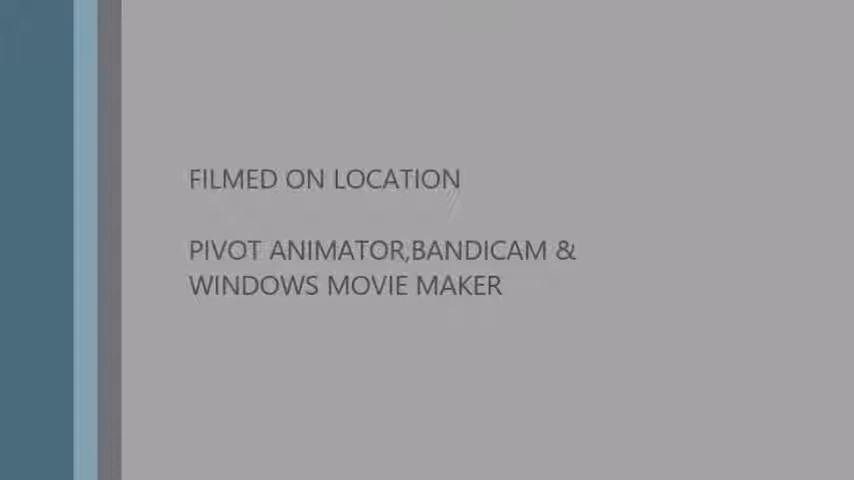 FILMED ON LOCATION
PIVOT ANIMATOR,BANDICAM &
WINDOWS MOVIE MAKER